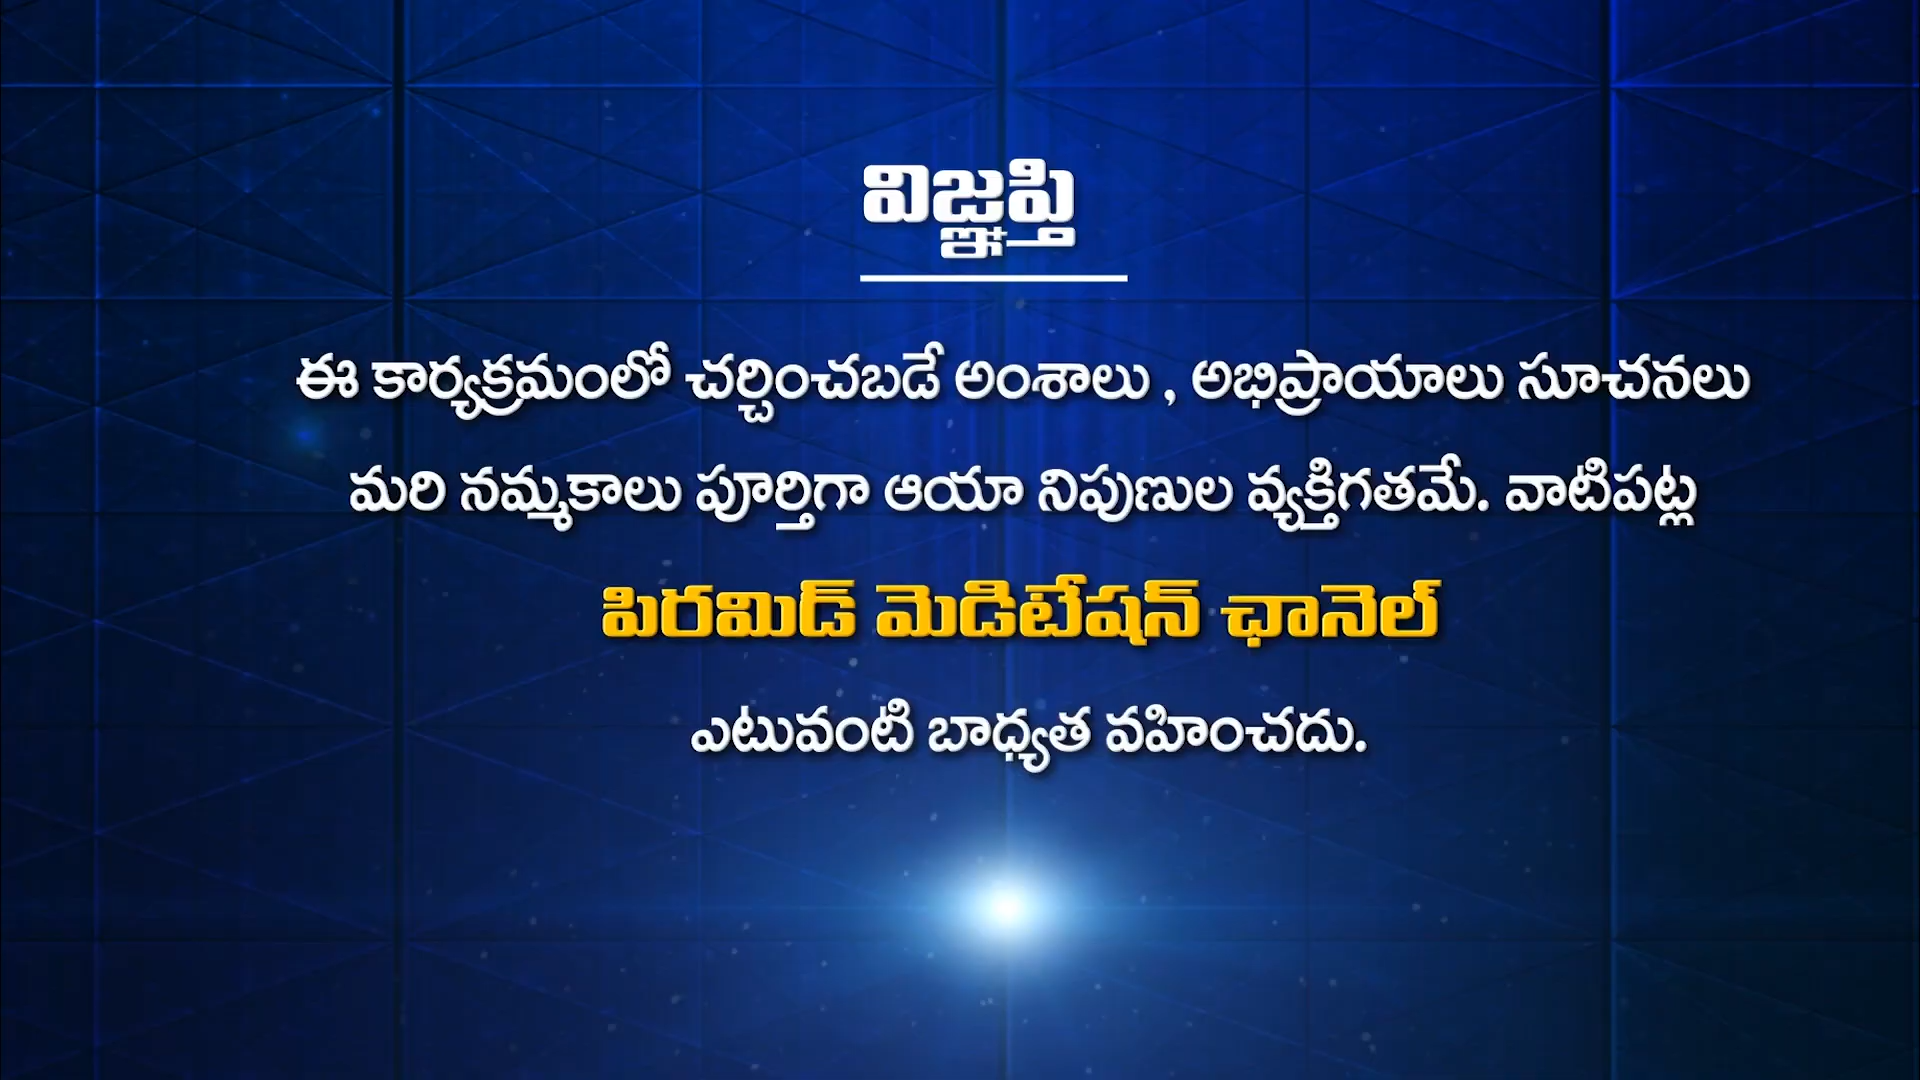 విజ్ఞప్తి
ఈ కార్యక్రమంలో చర్చించబడే అంశాలు , అభిప్రాయాలు సూచనలు
మరి నమ్మకాలు పూర్తిగా ఆయా నిపుణుల వ్యక్తిగతమే. వాటిపట్ల
పిరమిడ్ మెడిటేషన్ ఛానెల్
ఎటువంటి బాధ్యత వహించదు.